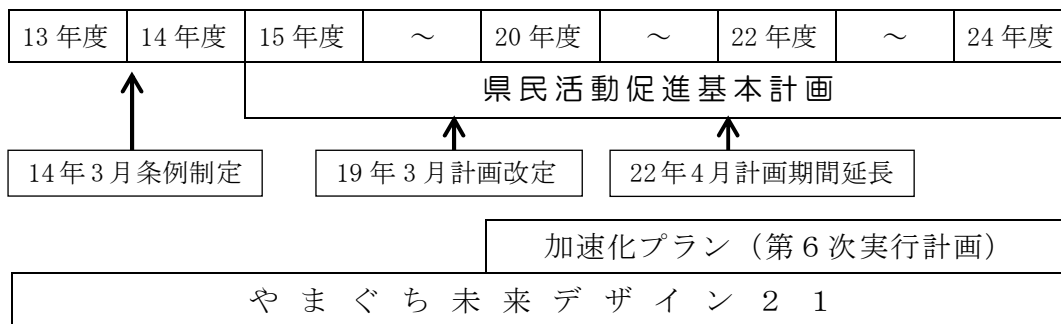 13年度 14年度 15年度 ～ 20年度 ～ 22年度 ～ 24年度
県民活動促進基本計画
14年3月条例制定 19年3月計画改定 22年4月計画期間延長
加速化プラン（第6次実行計画）
やまぐち未来デザイン21